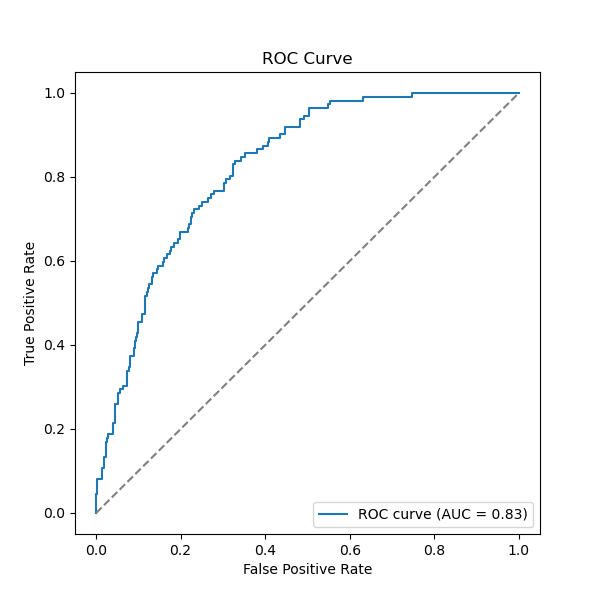 ROC Curve
True Positive Rate
1.0
0.8
0.6
0.4
0.2
0.0
ROC curve (AUC = 0.83)
0.0 0.2 0.4 0.6 0.8 1.0
False Positive Rate